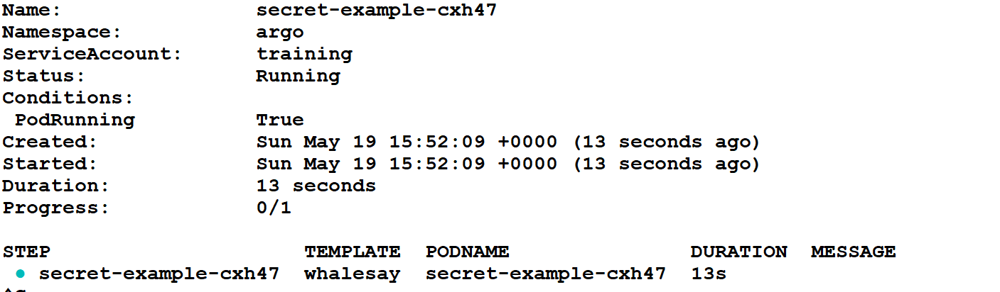 Name: secret-example-cxh47
Namespace: argo
ServiceAccount: training
Status: Running
Conditions:
PodRunning True
Created: Sun May 19 15:52:09 +0000 (13 seconds ago)
Started: Sun May 19 15:52:09 +0000 (13 seconds ago)
Duration: 13 seconds
Progress: 0/1
STEP TEMPLATE PODNAME DURATION MESSAGE
● secret-example-cxh47 whalesay secret-example-cxh47 13s